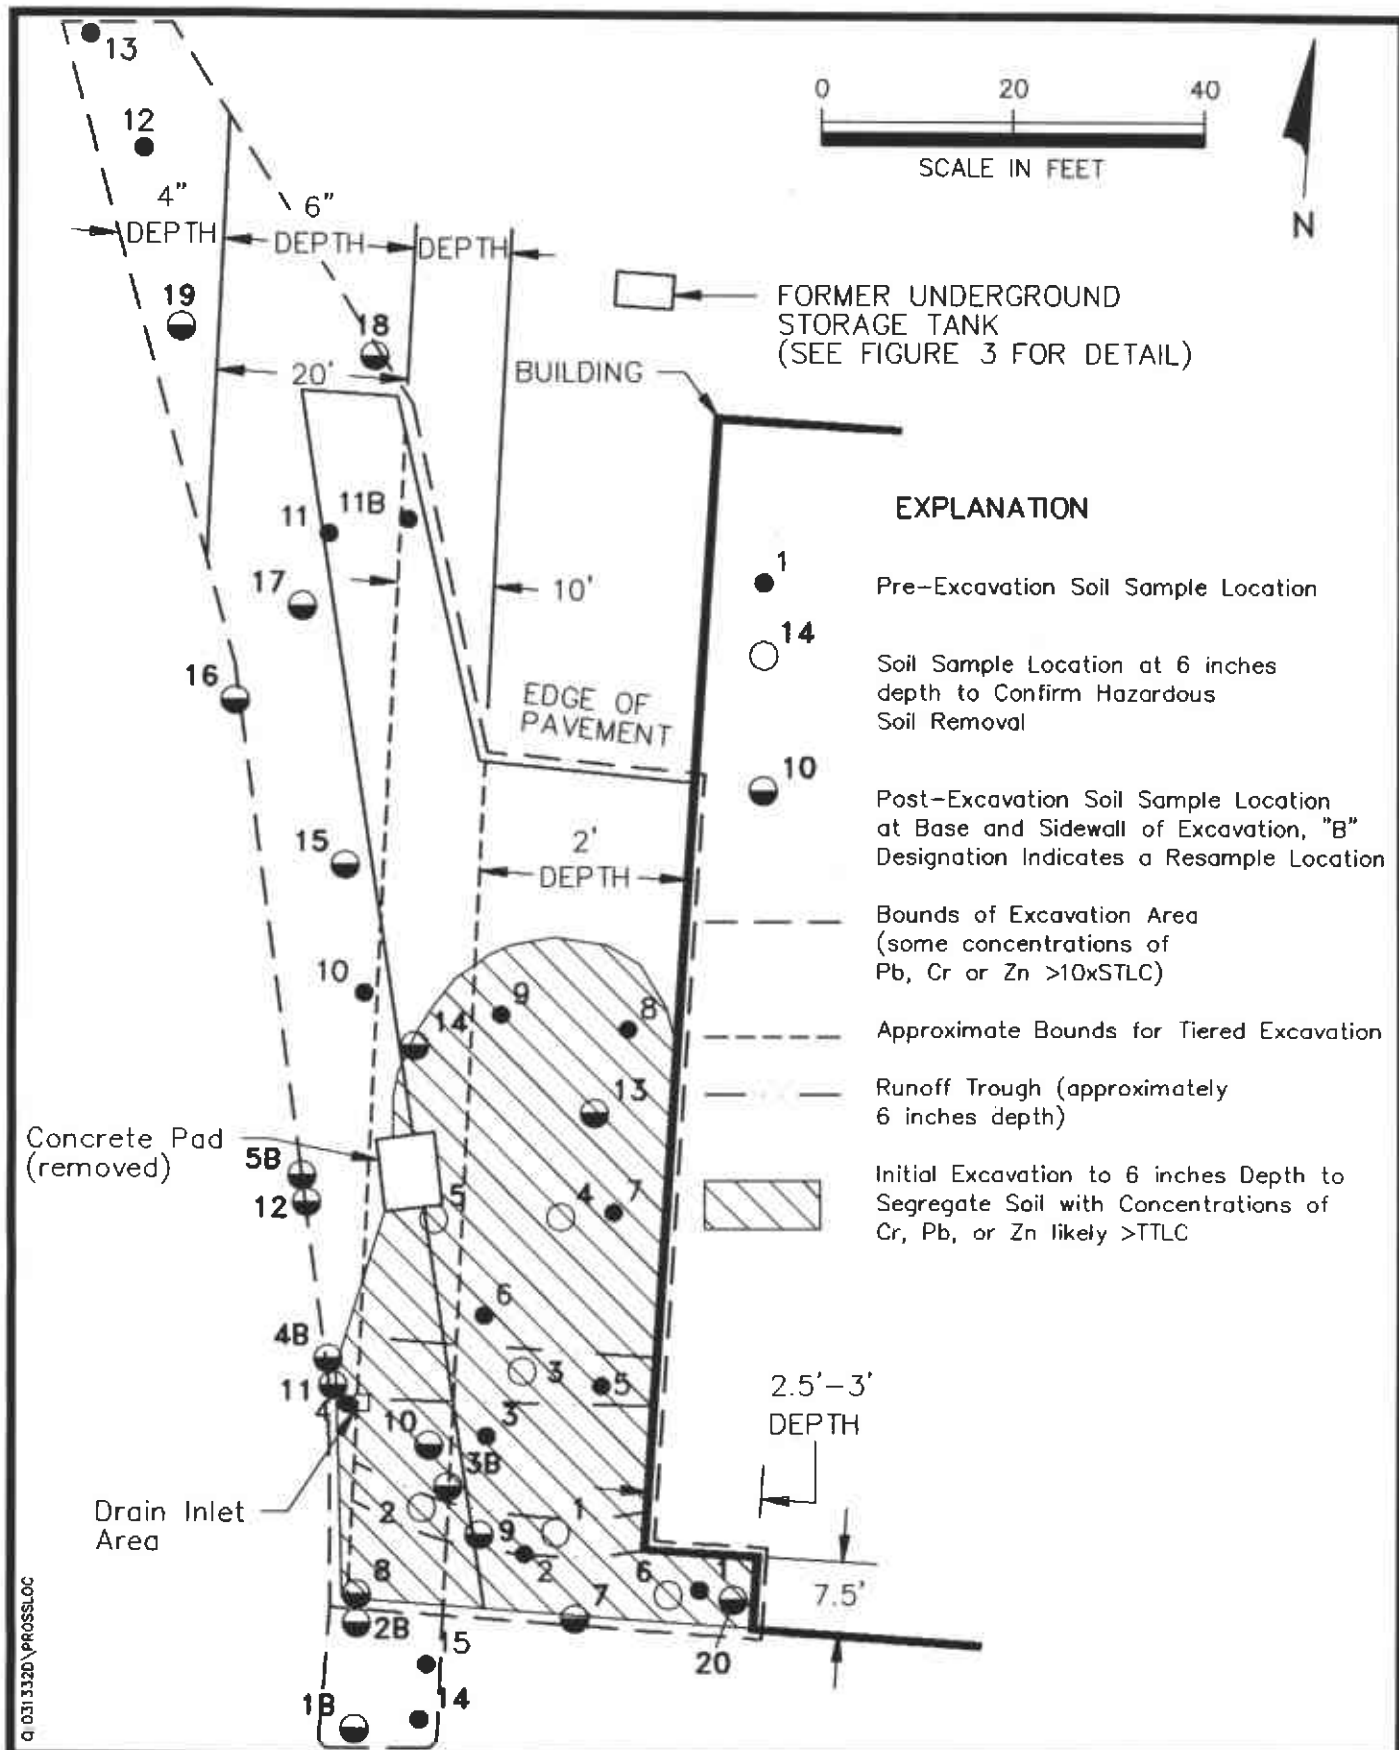 13
12
0 20 40
SCALE IN FEET
N
4"
DEPTH
6"
DEPTH
DEPTH
19
18
20'
FORMER UNDERGROUND
STORAGE TANK
(SEE FIGURE 3 FOR DETAIL)
BUILDING
11
11B
17
10'
16
EDGE OF
PAVEMENT
15
2'
DEPTH
10
9
8
14
13
Concrete Pad
(removed)
5B
12
5
4
7
6
4B
11
4
3
5
10
3
3B
Drain Inlet
Area
2
1
9
2
8
6
1
7
2B
20
15
1B
14
2.5'-3'
DEPTH
7.5'
EXPLANATION
1
Pre-Excavation Soil Sample Location
14
Soil Sample Location at 6 inches
depth to Confirm Hazardous
Soil Removal
10
Post-Excavation Soil Sample Location
at Base and Sidewall of Excavation, "B"
Designation Indicates a Resample Location
Bounds of Excavation Area
(some concentrations of
Pb, Cr or Zn >10xSTLC)
Approximate Bounds for Tiered Excavation
Runoff Trough (approximately
6 inches depth)
Initial Excavation to 6 inches Depth to
Segregate Soil with Concentrations of
Cr, Pb, or Zn likely >TTLC
Q:031332D\PROSSLOC